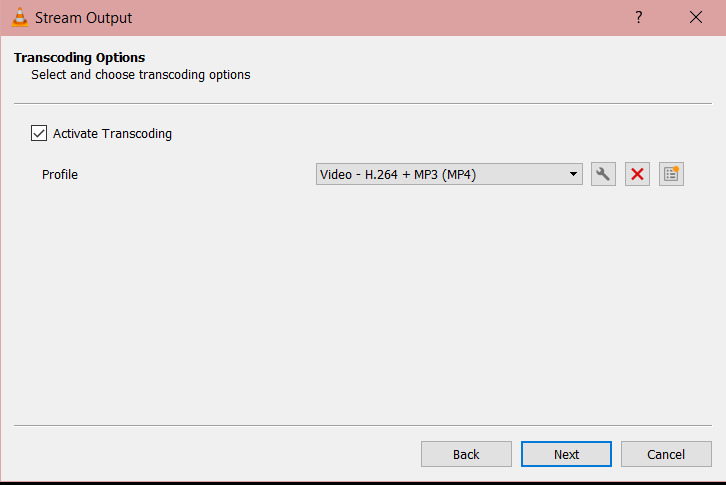 Stream Output
?
Transcoding Options
Select and choose transcoding options
Activate Transcoding
Profile
Video - H.264 + MP3 (MP4)
Back
Next
Cancel